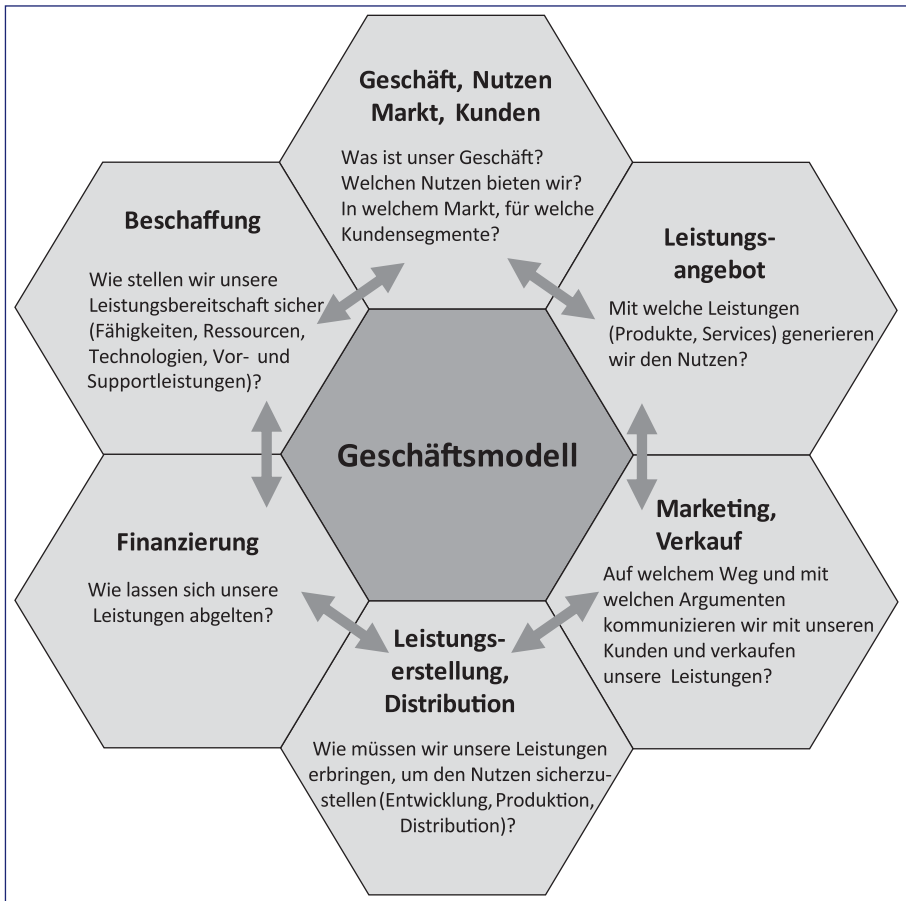 Geschäft, Nutzen
Markt, Kunden
Was ist unser Geschäft?
Welchen Nutzen bieten wir?
In welchem Markt, für welche
Kundensegmente?
Beschaffung
Wie stellen wir unsere
Leistungsbereitschaft sicher
(Fähigkeiten, Ressourcen,
Technologien, Vor- und
Supportleistungen)?
Leistungs-
angebot
Mit welche Leistungen
(Produkte, Services) generieren
wir den Nutzen?
Geschäftsmodell
Finanzierung
Wie lassen sich unsere
Leistungen abgelten?
Marketing,
Verkauf
Auf welchem Weg und mit
welchen Argumenten
kommunizieren wir mit unseren
Kunden und verkaufen
unsere Leistungen?
Leistungs-
erstellung,
Distribution
Wie müssen wir unsere Leistungen
erbringen, um den Nutzen sicherzu-
stellen (Entwicklung, Produktion,
Distribution)?